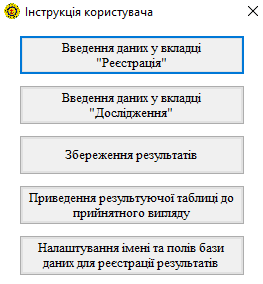 Інструкція користувача
Введення даних у вкладці
"Реєстрація"
Введення даних у вкладці
"Дослідження"
Збереження результатів
Приведення результуючої таблиці до
прийнятного вигляду
Налаштування імені та полів бази
даних для реєстрації результатів